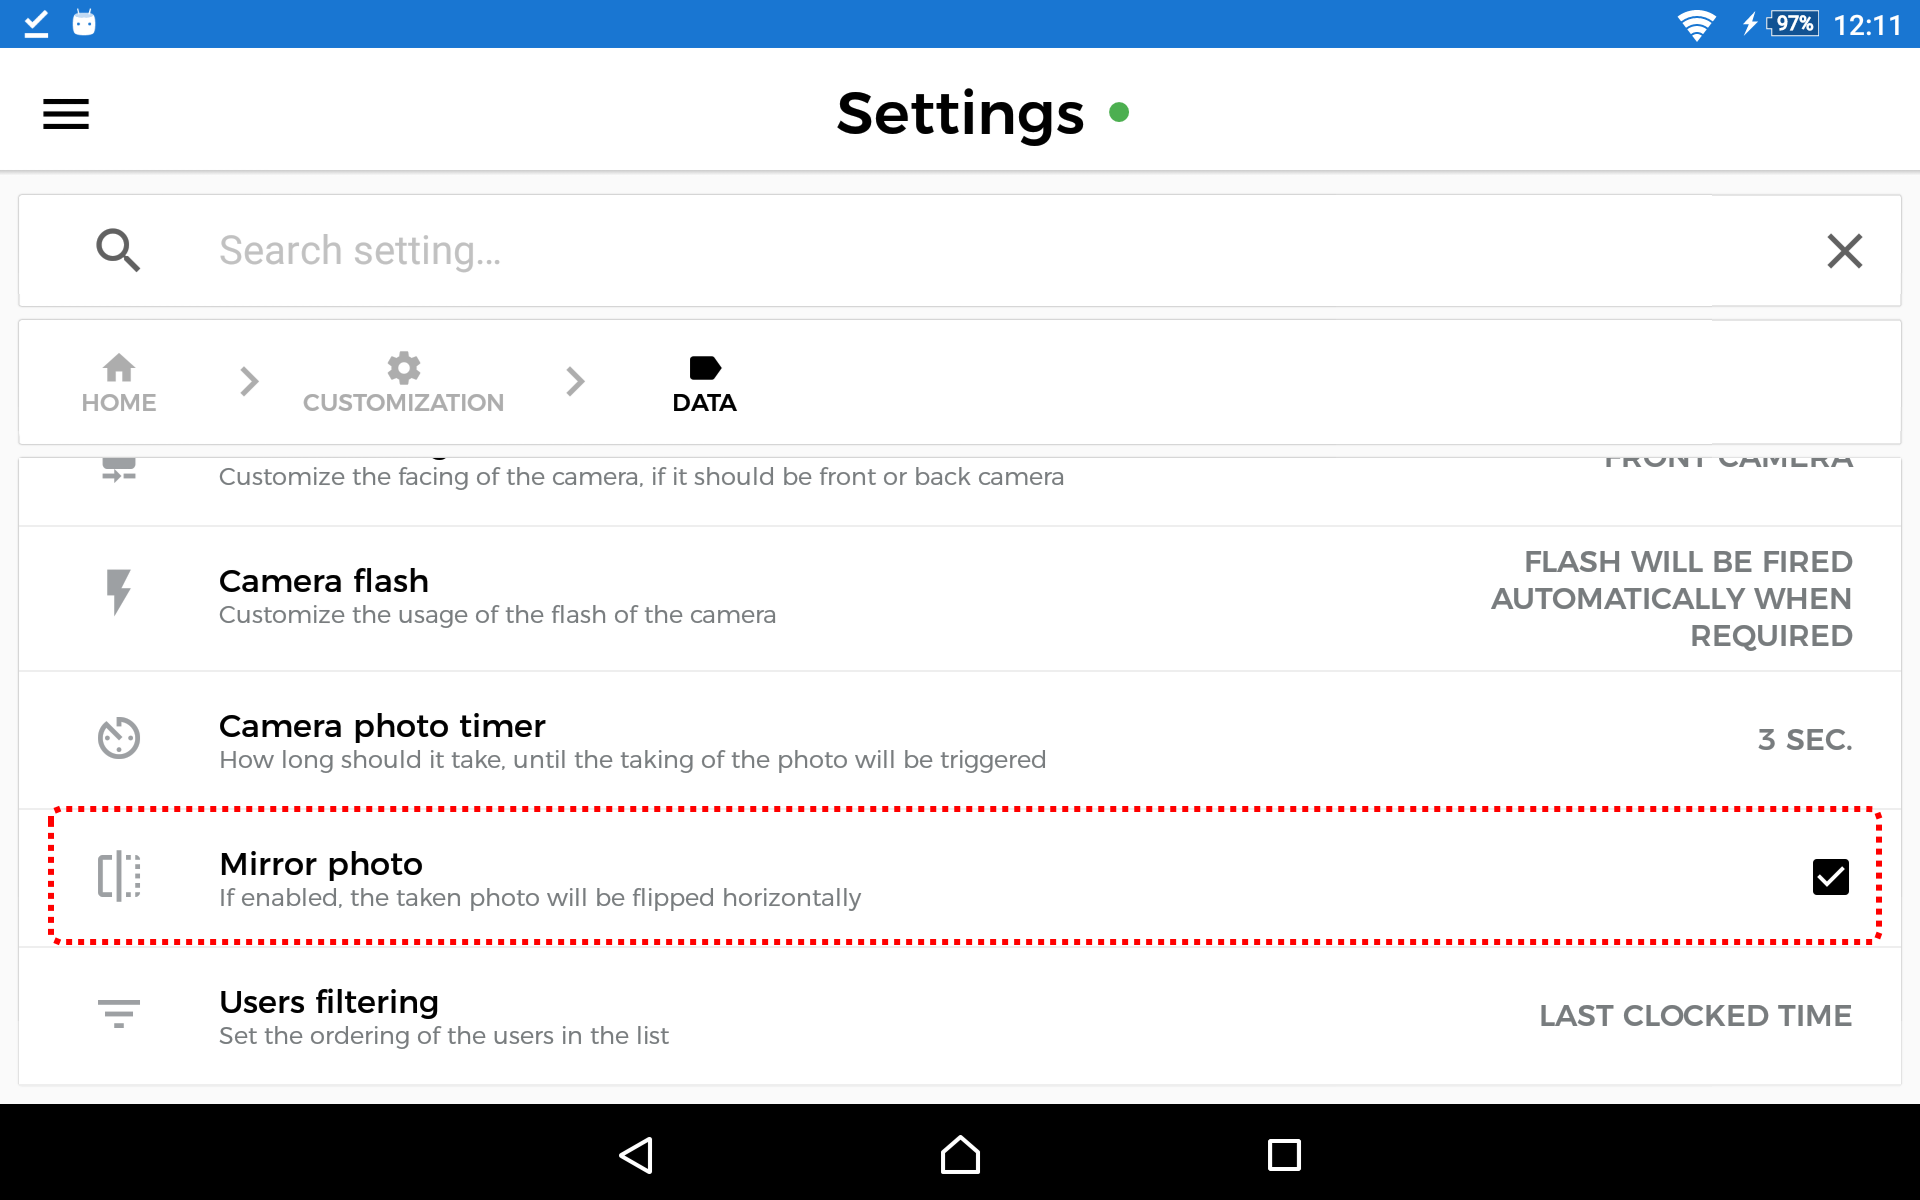 97% 12:11
Settings
Search setting...
HOME
CUSTOMIZATION
DATA
Customize the facing of the camera, if it should be front or back camera
FRONT CAMERA
Camera flash
Customize the usage of the flash of the camera
FLASH WILL BE FIRED
AUTOMATICALLY WHEN
REQUIRED
Camera photo timer
How long should it take, until the taking of the photo will be triggered
3 SEC.
Mirror photo
If enabled, the taken photo will be flipped horizontally
Users filtering
Set the ordering of the users in the list
LAST CLOCKED TIME